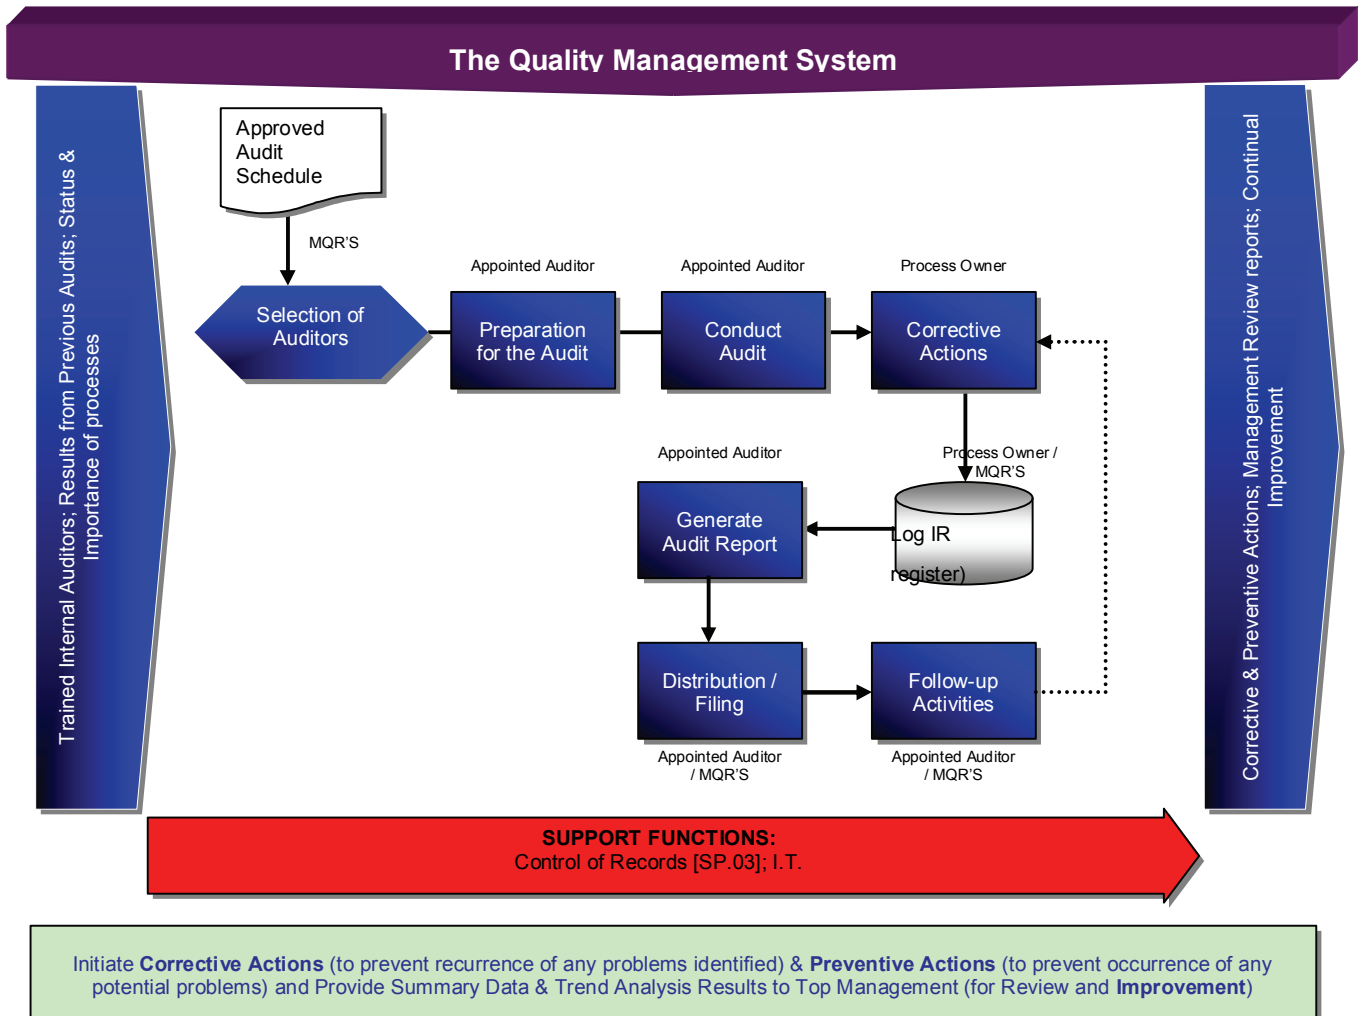 The Quality Management System
Trained Internal Auditors; Results from Previous Audits; Status &
Importance of processes
Approved
Audit
Schedule
MQR'S
Selection of
Auditors
Appointed Auditor
Preparation
for the Audit
Appointed Auditor
Conduct
Audit
Process Owner
Corrective
Actions
Process Owner /
MQR'S
Log IR
register)
Appointed Auditor
Generate
Audit Report
Distribution /
Filing
Appointed Auditor
/ MQR'S
Follow-up
Activities
Appointed Auditor
/ MQR'S
Corrective & Preventive Actions; Management Review reports; Continual
Improvement
SUPPORT FUNCTIONS:
Control of Records [SP.03]; I.T.
Initiate Corrective Actions (to prevent recurrence of any problems identified) & Preventive Actions (to prevent occurrence of any
potential problems) and Provide Summary Data & Trend Analysis Results to Top Management (for Review and Improvement)